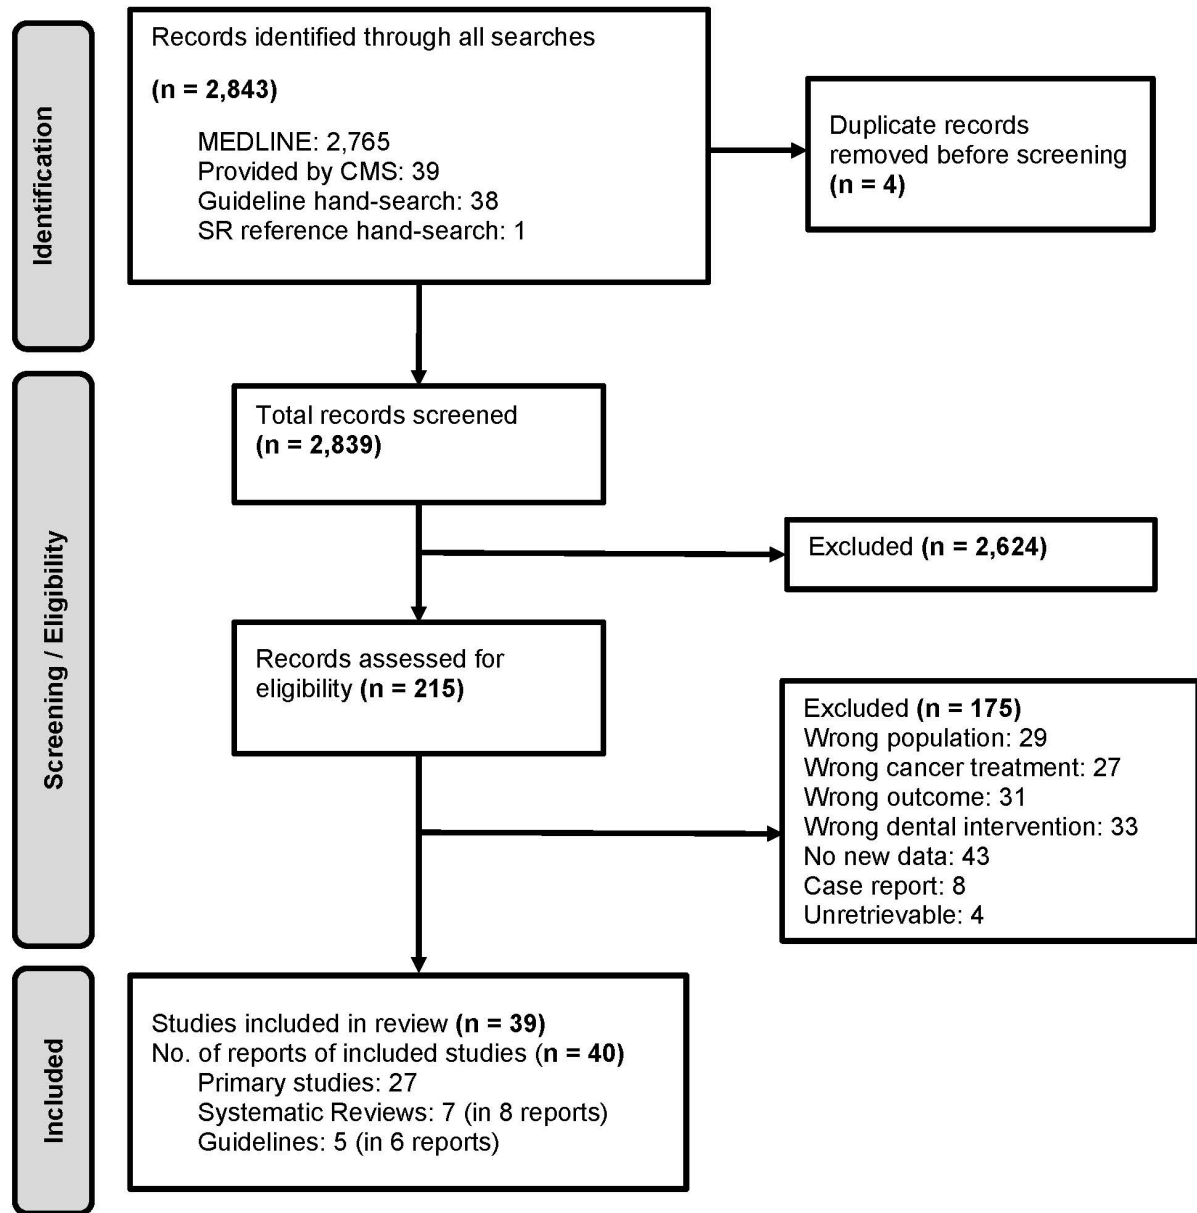 Identification
Records identified through all searches
(n = 2,843)
MEDLINE: 2,765
Provided by CMS: 39
Guideline hand-search: 38
SR reference hand-search: 1
Duplicate records
removed before screening
(n = 4)
Screening / Eligibility
Total records screened
(n = 2,839)
Excluded (n = 2,624)
Records assessed for
eligibility (n = 215)
Excluded (n = 175)
Wrong population: 29
Wrong cancer treatment: 27
Wrong outcome: 31
Wrong dental intervention: 33
No new data: 43
Case report: 8
Unretrievable: 4
Included
Studies included in review (n = 39)
No. of reports of included studies (n = 40)
Primary studies: 27
Systematic Reviews: 7 (in 8 reports)
Guidelines: 5 (in 6 reports)